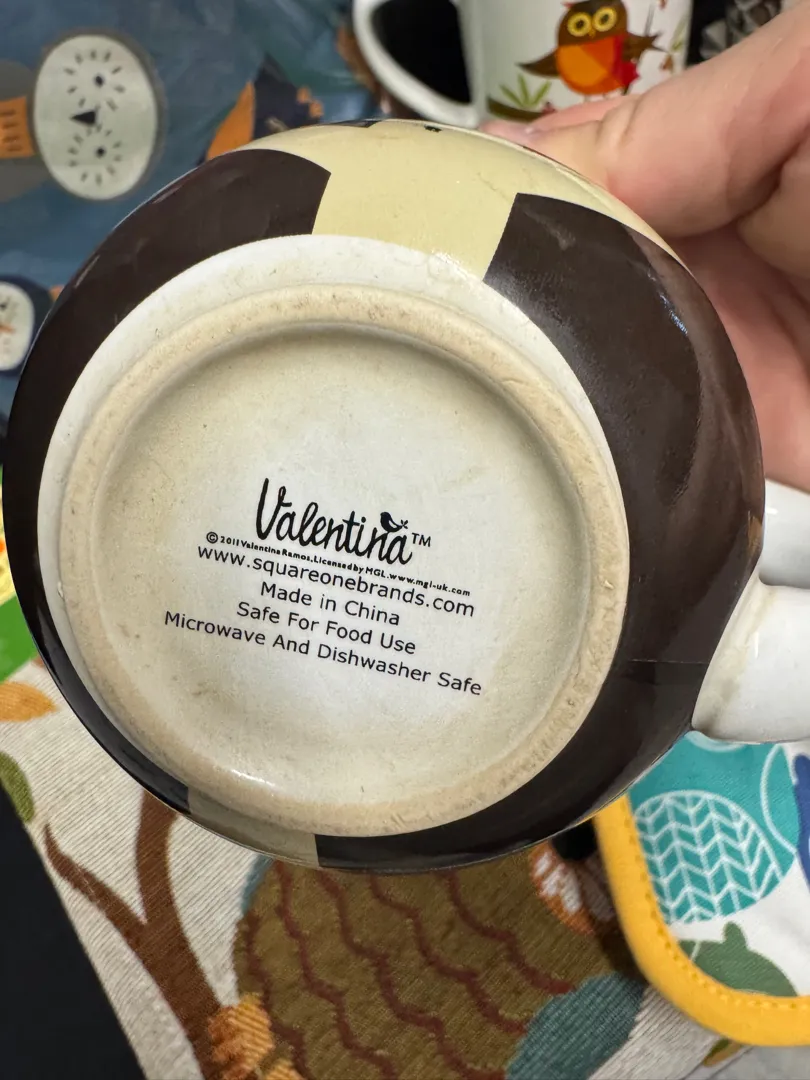 Valentina™
©2011 Valentina Ramos. Licensed by MGL. www.mgl-uk.com
www.squareonebrands.com
Made in China
Safe For Food Use
Microwave And Dishwasher Safe